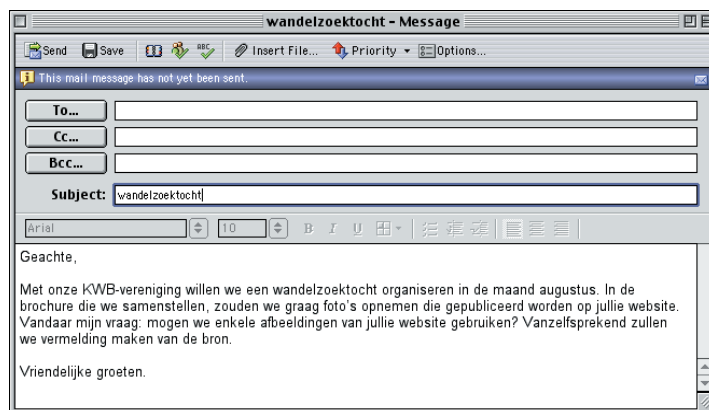 wandelzoektocht – Message
Send Save Insert File... Priority Options...
This mail message has not yet been sent.
To...
Cc...
Bcc...
Subject: wandelzoektocht
Arial 10 B I U
Geachte,
Met onze KWB-vereniging willen we een wandelzoektocht organiseren in de maand augustus. In de
brochure die we samenstellen, zouden we graag foto's opnemen die gepubliceerd worden op jullie website.
Vandaar mijn vraag: mogen we enkele afbeeldingen van jullie website gebruiken? Vanzelfsprekend zullen
we vermelding maken van de bron.
Vriendelijke groeten.